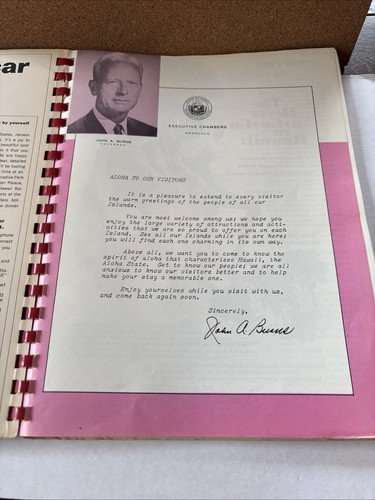 car
by yourself
JOHN A. BURNS
GOVERNOR
EXECUTIVE CHAMBERS
HONOLULU
ALOHA TO OUR VISITORS
It is a pleasure to extend to every visitor
the warm greetings of the people of all our
Islands.
You are most welcome among us; we hope you
enjoy the large variety of attractions and acti-
vities that we are so proud to offer you on each
Island. See all our Islands while you are here;
you will find each one charming in its own way.
Above all, we want you to come to know the
spirit of aloha that characterizes Hawaii, the
Aloha State. Get to know our people; we are all
anxious to know our visitors better and to help
make your stay a memorable one.
Enjoy yourselves while you visit with us,
and come back again soon.
Sincerely,
John A. Burns